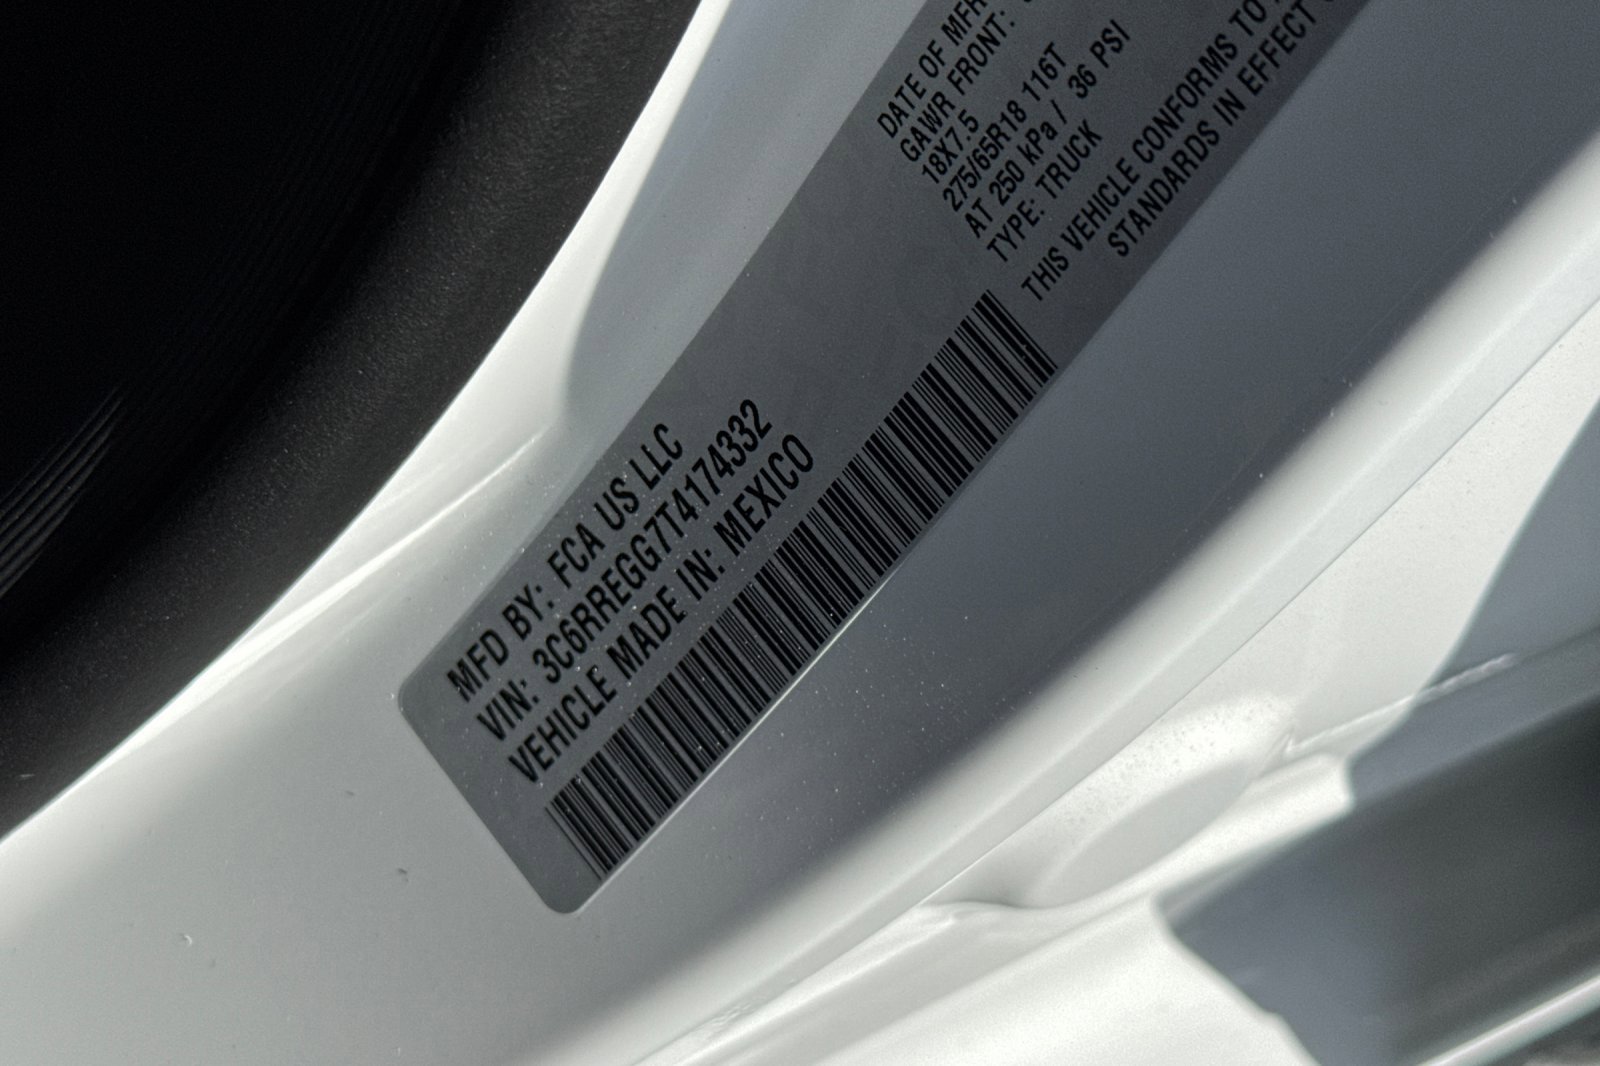 DATE OF MFR
GAWR FRONT:
18X7.5
275/65R18 116T
AT 250 kPa / 36 PSI
TYPE: TRUCK
THIS VEHICLE CONFORMS TO
STANDARDS IN EFFECT
MFD BY: FCA US LLC
VIN: 3C6RREGG7T4174332
VEHICLE MADE IN: MEXICO